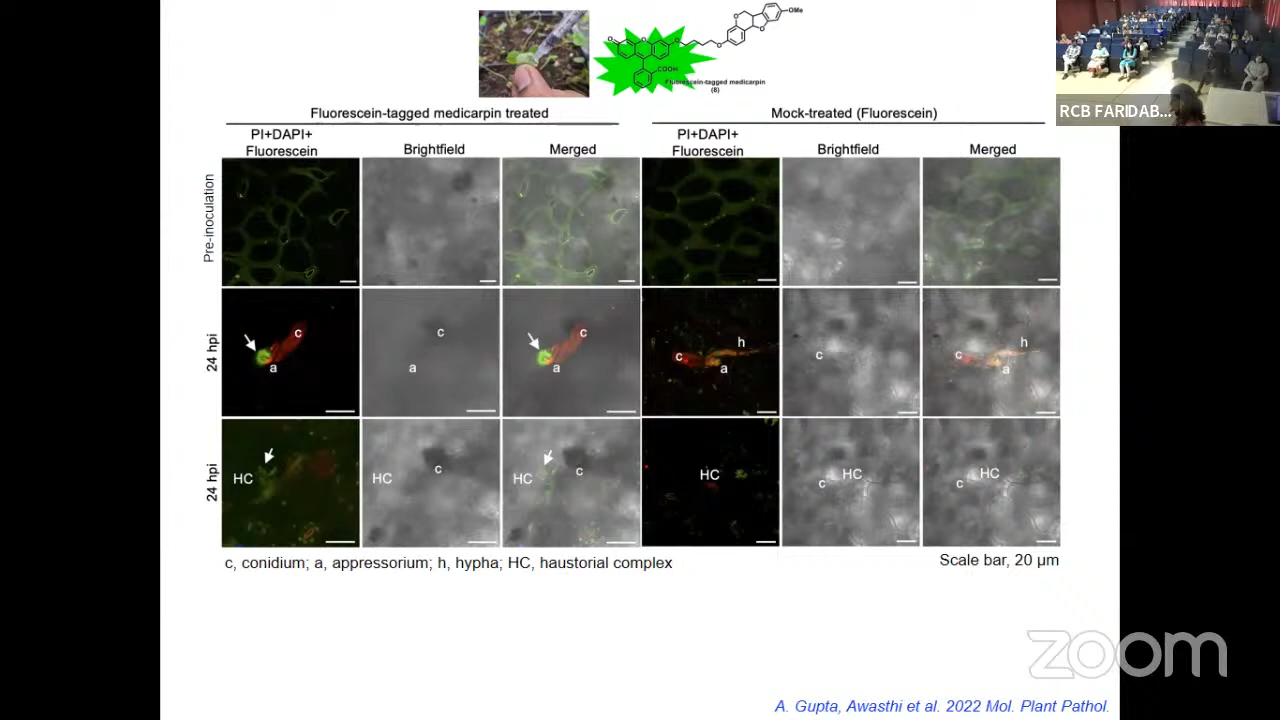 OMe
O
O
O
O
O
O
COOH
Fluorescein-tagged medicarpin
(8)
RCB FARIDAB...
Fluorescein-tagged medicarpin treated
Mock-treated (Fluorescein)
PI+DAPI+
Fluorescein
Brightfield
Merged
PI+DAPI+
Fluorescein
Brightfield
Merged
Pre-inoculation
24 hpi
c
a
c
a
c
a
c
h
a
c
c
h
a
24 hpi
HC
HC
c
HC
c
HC
HC
c
HC
c
c, conidium; a, appressorium; h, hypha; HC, haustorial complex
Scale bar, 20 µm
zoom
A. Gupta, Awasthi et al. 2022 Mol. Plant Pathol.